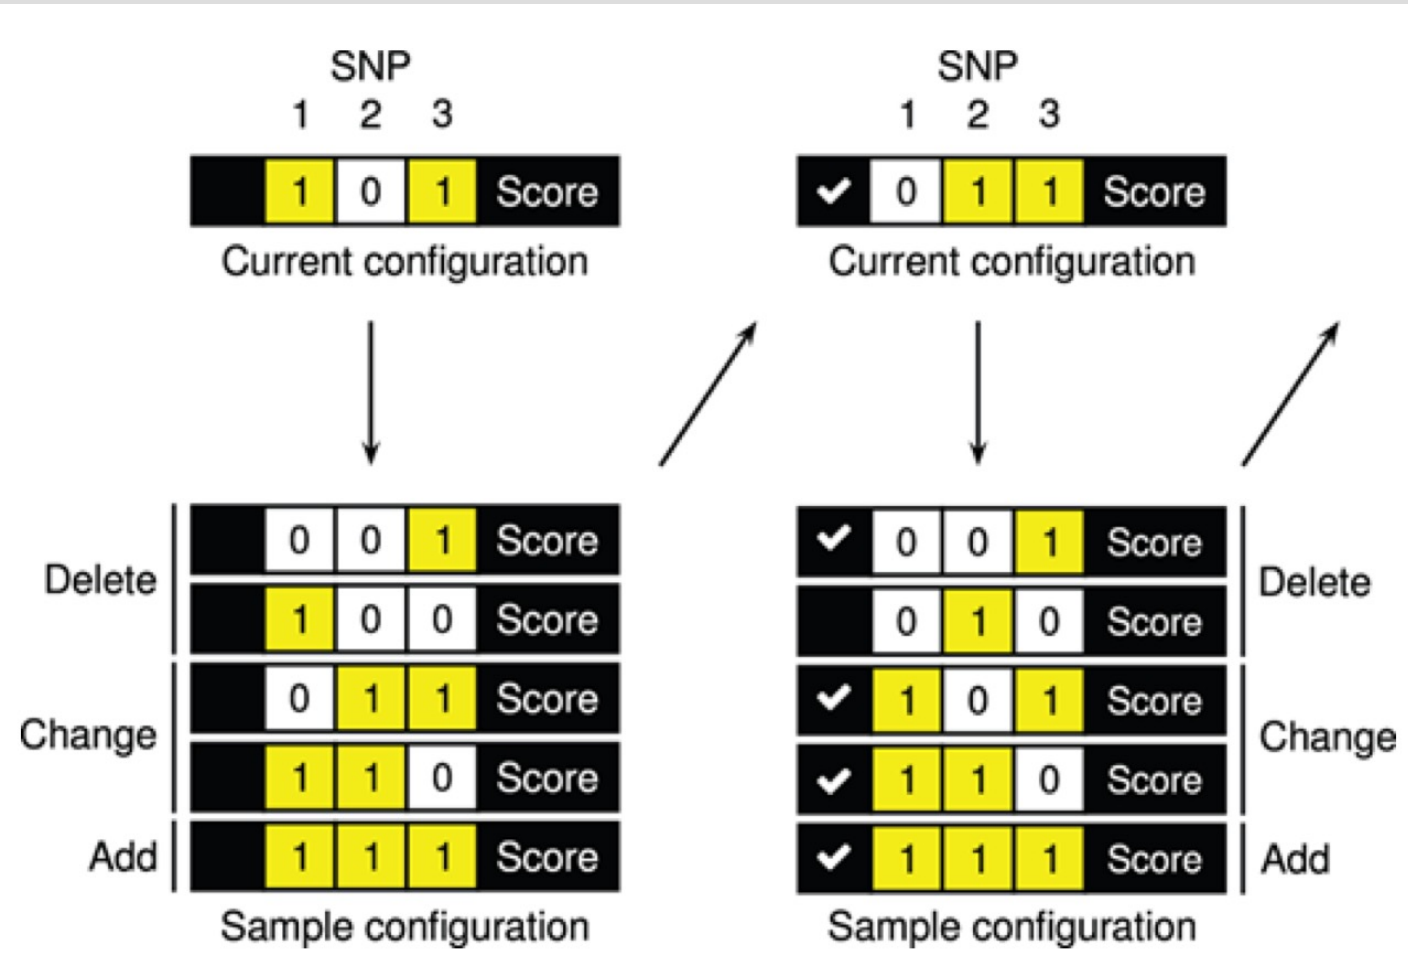 SNP
1 2 3
1 0 1 Score
Current configuration
Delete
0 0 1 Score
1 0 0 Score
Change
0 1 1 Score
1 1 0 Score
Add
1 1 1 Score
Sample configuration
SNP
1 2 3
✓ 0 1 1 Score
Current configuration
✓ 0 0 1 Score
0 1 0 Score
Delete
✓ 1 0 1 Score
✓ 1 1 0 Score
Change
✓ 1 1 1 Score
Add
Sample configuration